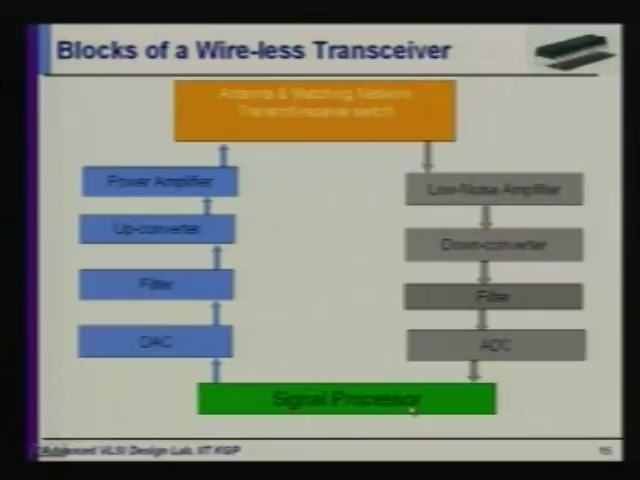 Blocks of a Wire-less Transceiver
Antenna & Matching Network
Transmit-receive switch
Power Amplifier
Low-Noise Amplifier
Up-converter
Down-converter
Filter
Filter
DAC
ADC
Signal Processor
Advanced VLSI Design Lab, IIT KGP
15